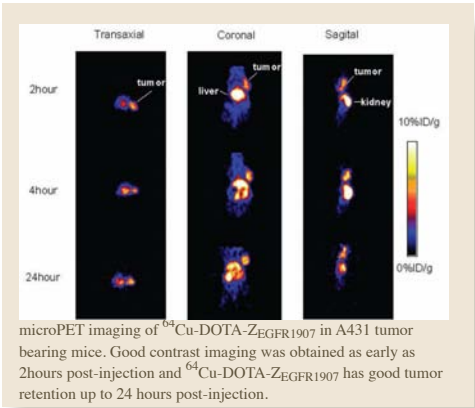 Transaxial Coronal Sagital
2hour
tumor
liver
tumor
tumor
kidney
10%ID/g
4hour
24hour
0%ID/g
microPET imaging of ⁶⁴Cu-DOTA-Z_EGFR1907 in A431 tumor
bearing mice. Good contrast imaging was obtained as early as
2hours post-injection and ⁶⁴Cu-DOTA-Z_EGFR1907 has good tumor
retention up to 24 hours post-injection.